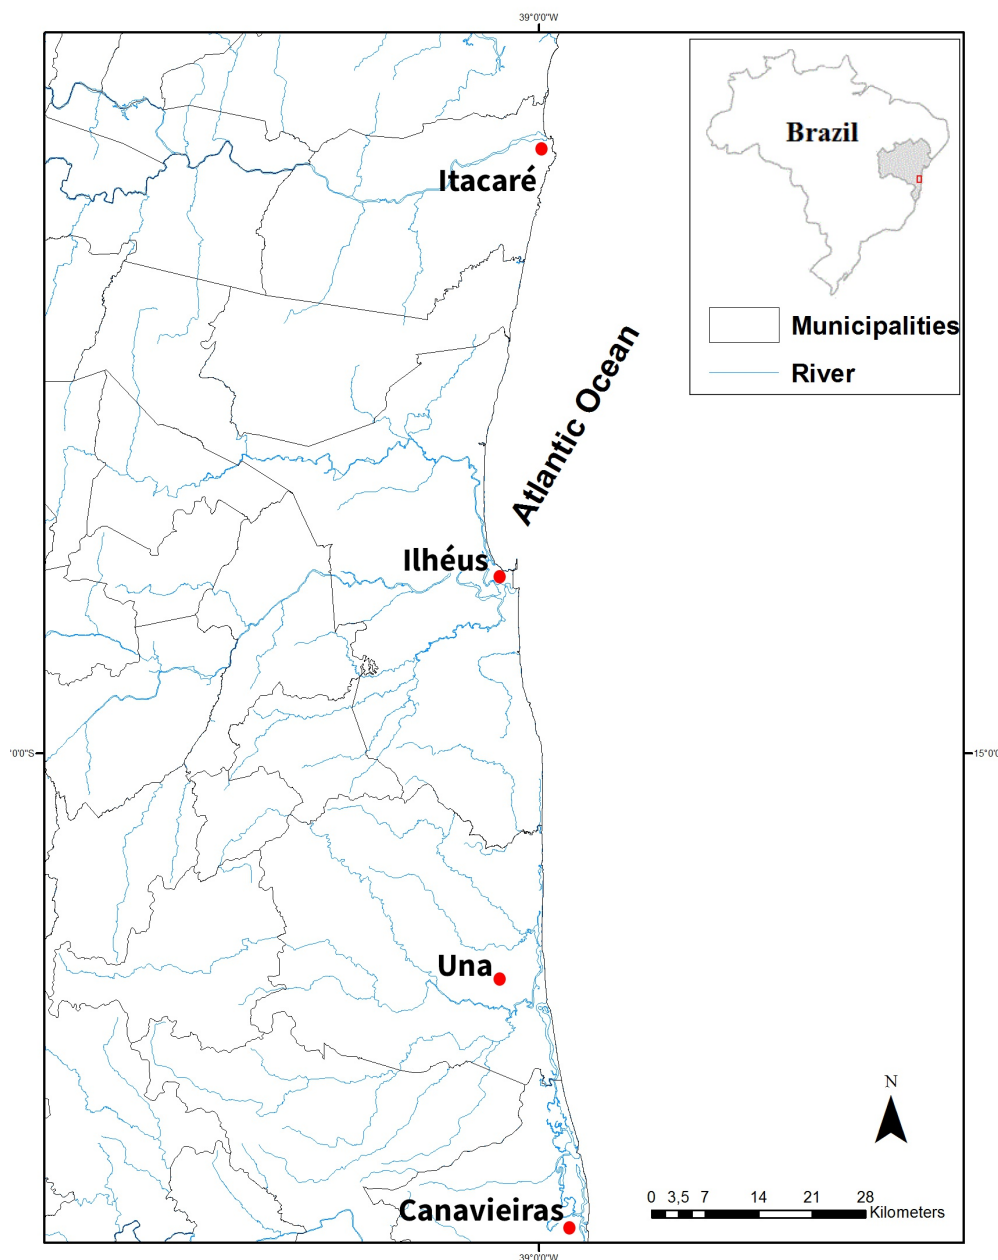 39°0'0"W
Brazil
Itacaré
Municipalities
River
Atlantic Ocean
Ilhéus
'0'0"S
15°0'0
Una
N
0 3,5 7 14 21 28
Kilometers
Canavieiras
39°0'0"W